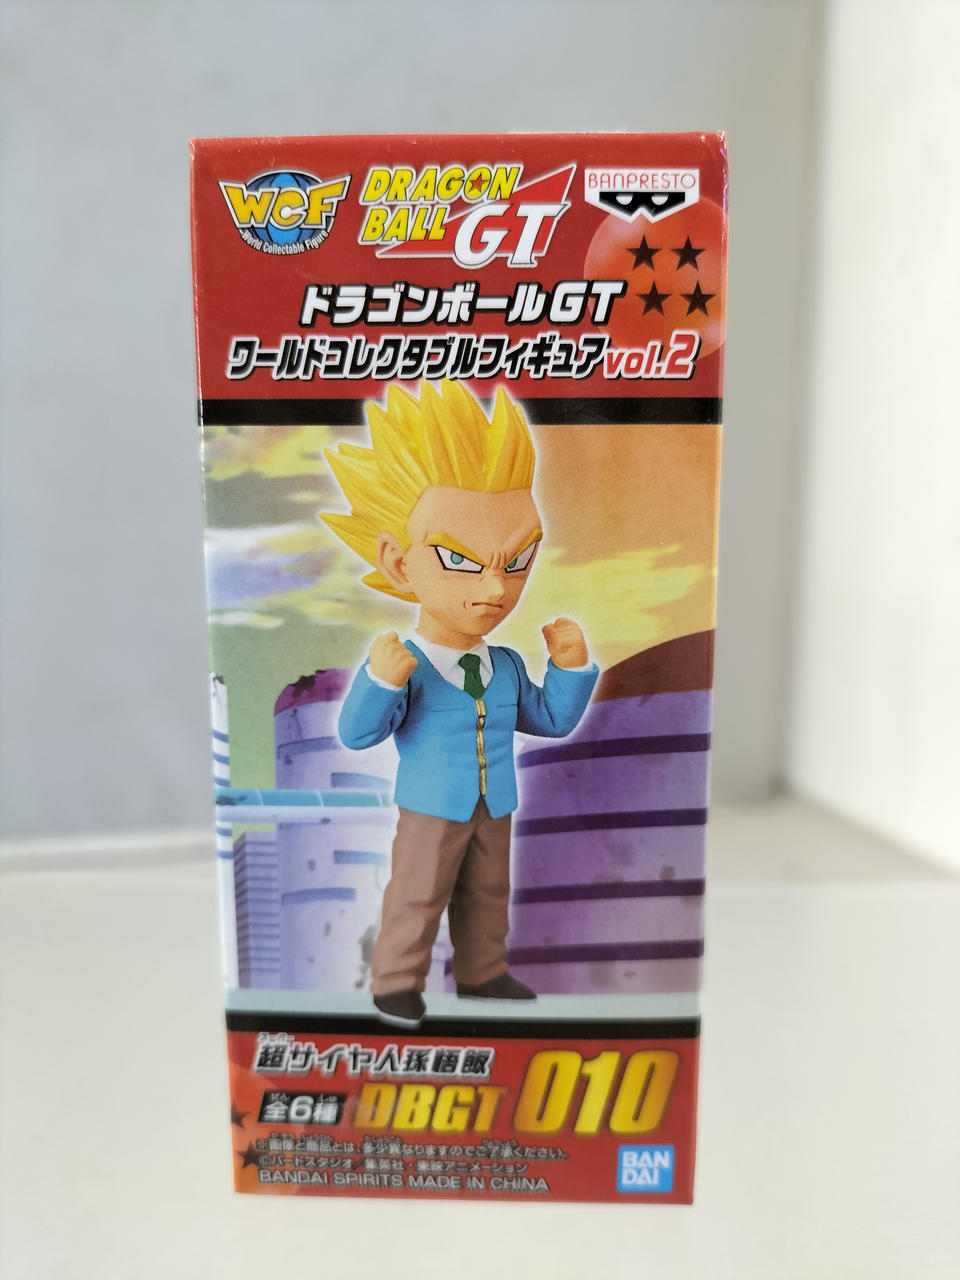 WCF
World Collectable Figure
DRAGON
BALL
GT
BANPRESTO
ドラゴンボールGT
ワールドコレクタブルフィギュアvol.2
スーパー
超サイヤ人孫悟飯
ぜん しゅ
全6種
DBGT 010
※画像と商品とは、多少異なりますのでご了承ください。
©バードスタジオ／集英社・東映アニメーション
BANDAI SPIRITS MADE IN CHINA
BAN
DAI